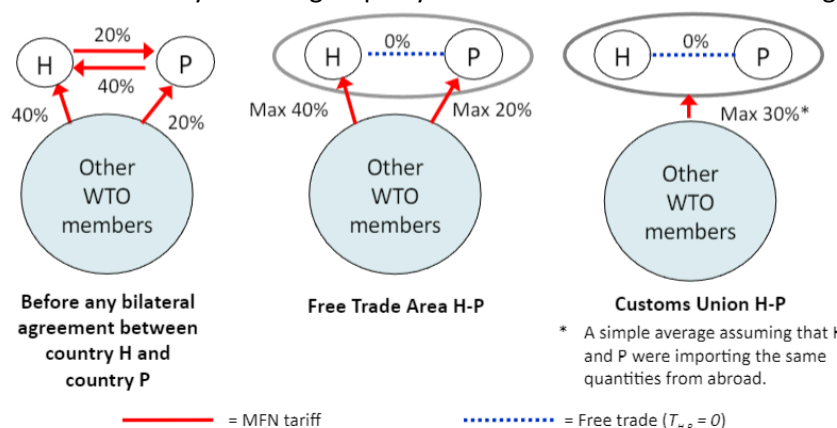 20%
H
P
40%
40%
20%
Other
WTO
members
Before any bilateral
agreement between
country H and
country P
0%
H
P
Max 40%
Max 20%
Other
WTO
members
Free Trade Area H-P
0%
H
P
Max 30%*
Other
WTO
members
Customs Union H-P
* A simple average assuming that H
and P were importing the same
quantities from abroad.
= MFN tariff
= Free trade (T_H,P = 0)